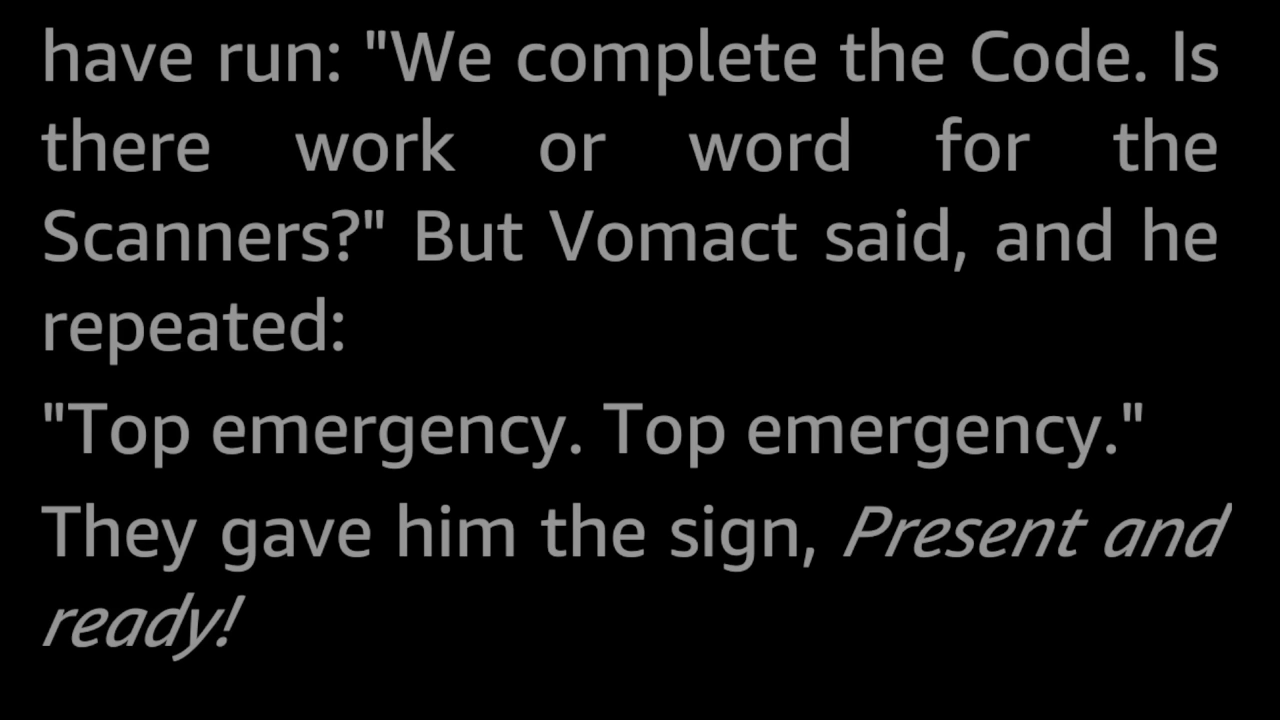 have run: "We complete the Code. Is
there work or word for the
Scanners?" But Vomact said, and he
repeated:
"Top emergency. Top emergency."
They gave him the sign, Present and
ready!